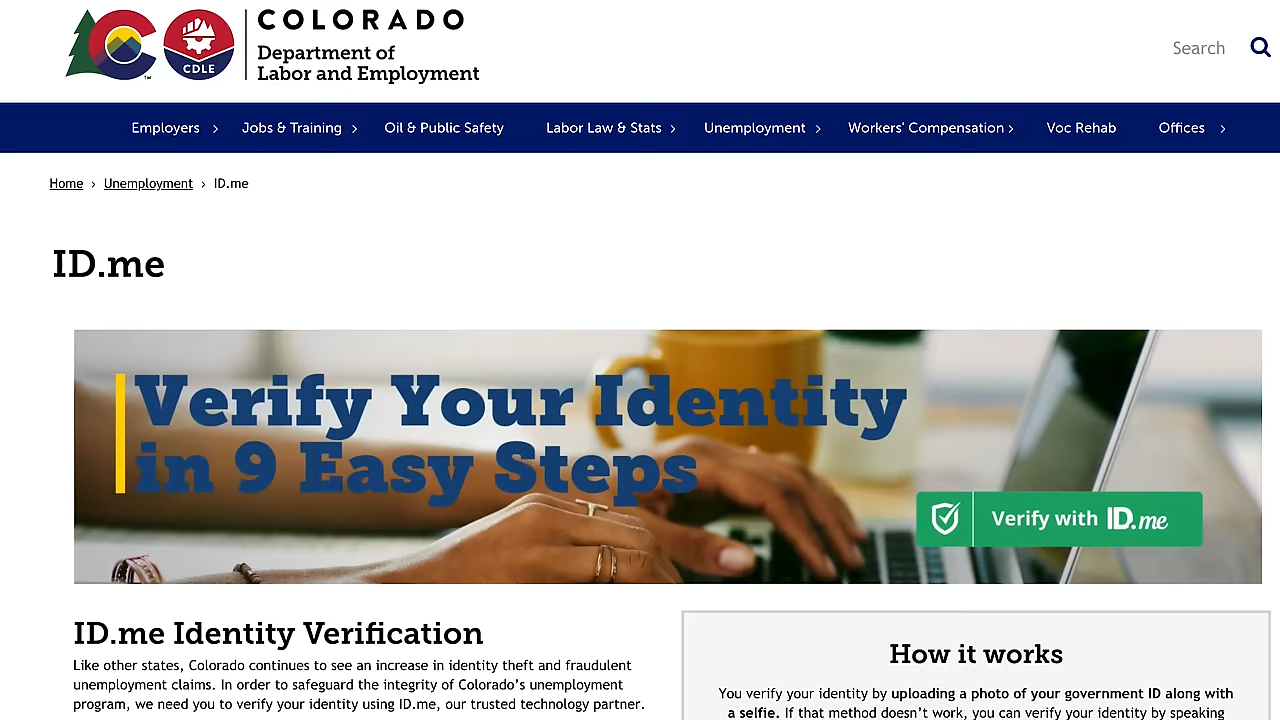 COLORADO
Department of
Labor and Employment
CDLE
Search
Employers
Jobs & Training
Oil & Public Safety
Labor Law & Stats
Unemployment
Workers' Compensation
Voc Rehab
Offices
Home › Unemployment › ID.me
ID.me
Verify Your Identity
in 9 Easy Steps
Verify with ID.me
ID.me Identity Verification
Like other states, Colorado continues to see an increase in identity theft and fraudulent
unemployment claims. In order to safeguard the integrity of Colorado’s unemployment
program, we need you to verify your identity using ID.me, our trusted technology partner.
How it works
You verify your identity by uploading a photo of your government ID along with
a selfie. If that method doesn’t work, you can verify your identity by speaking